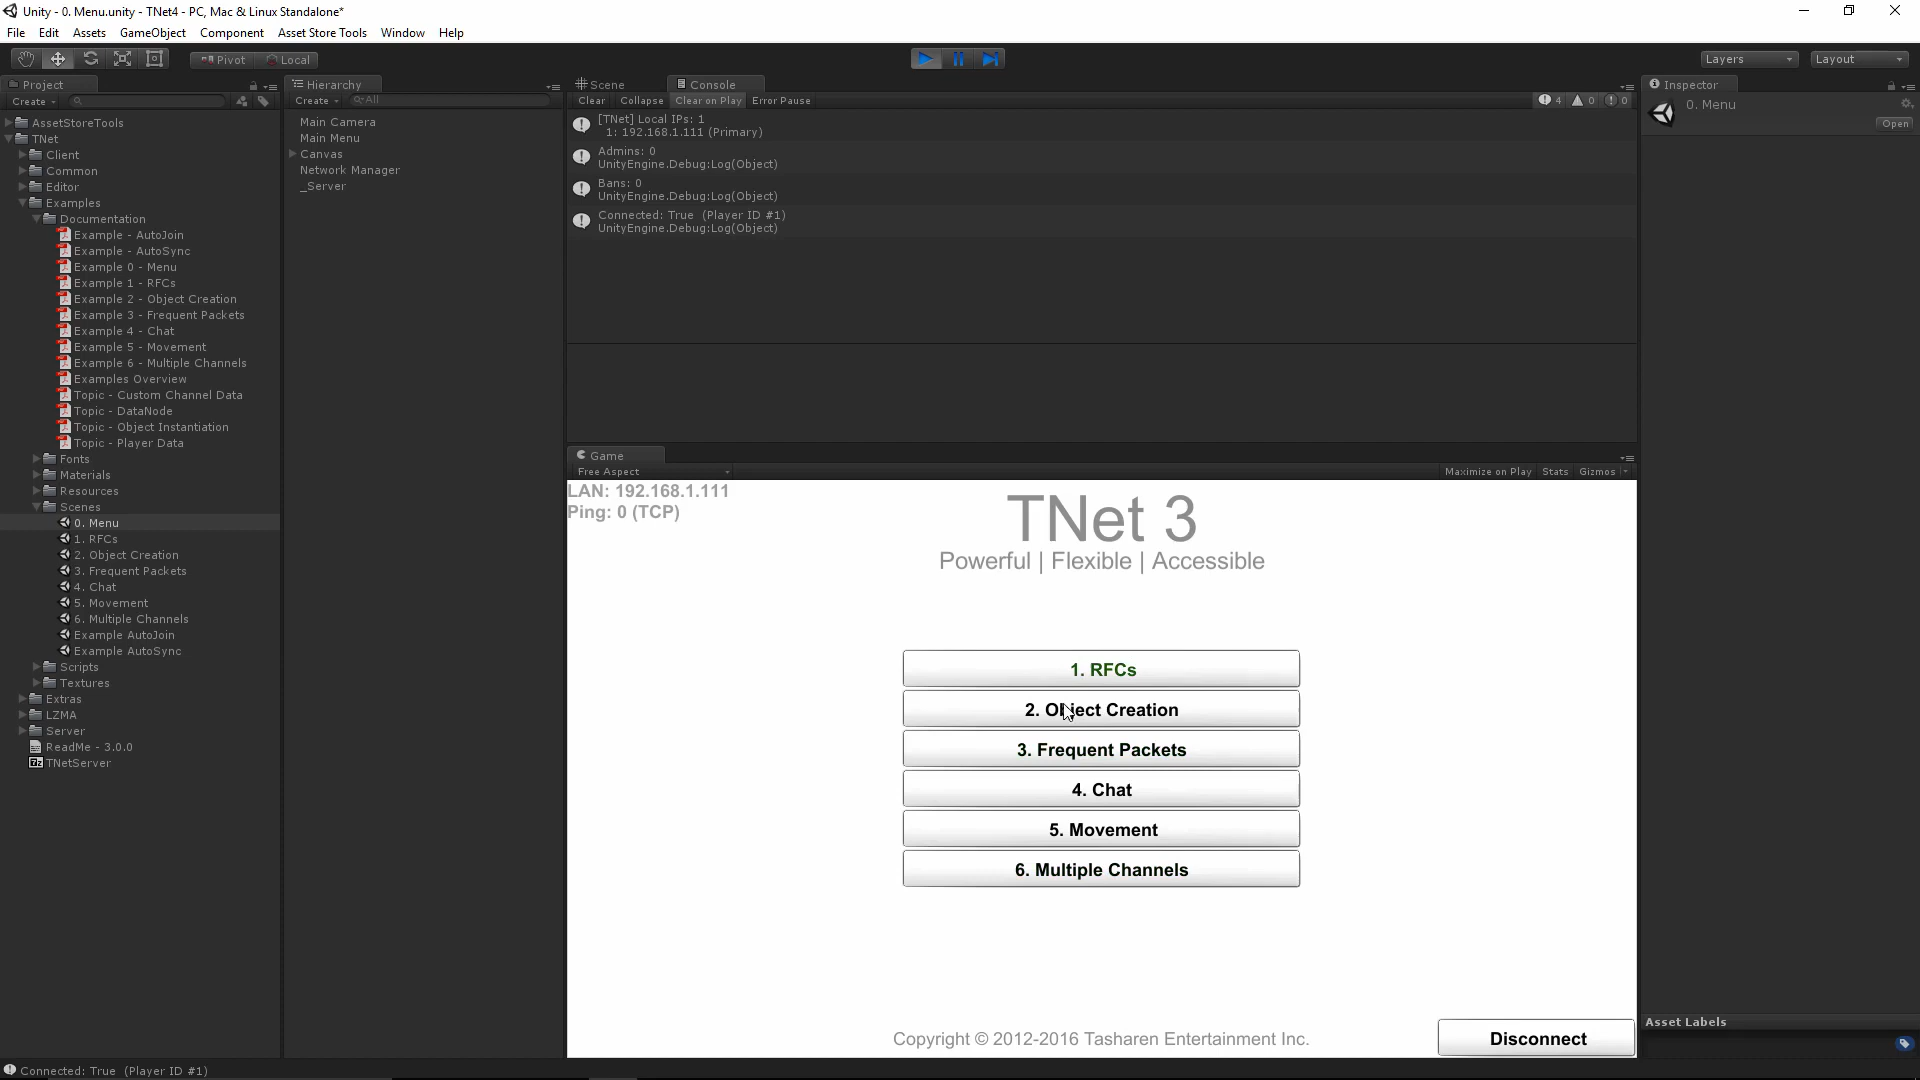 Unity - 0. Menu.unity - TNet4 - PC, Mac & Linux Standalone*
File Edit Assets GameObject Component Asset Store Tools Window Help
Pivot Local
Layers
Layout
Project
Create
AssetStoreTools
TNet
Client
Common
Editor
Examples
Documentation
Example - AutoJoin
Example - AutoSync
Example 0 - Menu
Example 1 - RFCs
Example 2 - Object Creation
Example 3 - Frequent Packets
Example 4 - Chat
Example 5 - Movement
Example 6 - Multiple Channels
Examples Overview
Topic - Custom Channel Data
Topic - DataNode
Topic - Object Instantiation
Topic - Player Data
Fonts
Materials
Resources
Scenes
0. Menu
1. RFCs
2. Object Creation
3. Frequent Packets
4. Chat
5. Movement
6. Multiple Channels
Example AutoJoin
Example AutoSync
Scripts
Textures
Extras
LZMA
Server
ReadMe - 3.0.0
TNetServer
Hierarchy
Create All
Main Camera
Main Menu
Canvas
Network Manager
_Server
Scene Console
Clear Collapse Clear on Play Error Pause 4 0 0
[TNet] Local IPs: 1
1: 192.168.1.111 (Primary)
Admins: 0
UnityEngine.Debug:Log(Object)
Bans: 0
UnityEngine.Debug:Log(Object)
Connected: True (Player ID #1)
UnityEngine.Debug:Log(Object)
Game
Free Aspect Maximize on Play Stats Gizmos
LAN: 192.168.1.111
Ping: 0 (TCP)
TNet 3
Powerful | Flexible | Accessible
1. RFCs
2. Object Creation
3. Frequent Packets
4. Chat
5. Movement
6. Multiple Channels
Copyright © 2012-2016 Tasharen Entertainment Inc.
Disconnect
Inspector
0. Menu
Open
Asset Labels
Connected: True (Player ID #1)